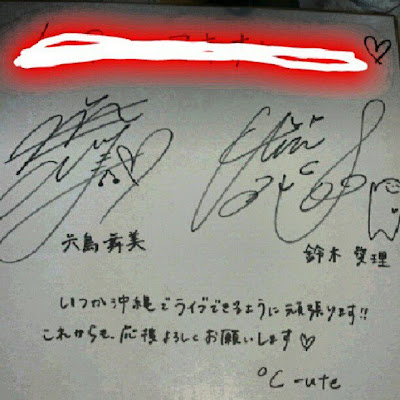 矢島 舞美 鈴木 愛理
いつか沖縄でライブできるように頑張ります!!
これからも、応援よろしくお願いします♡
℃-ute